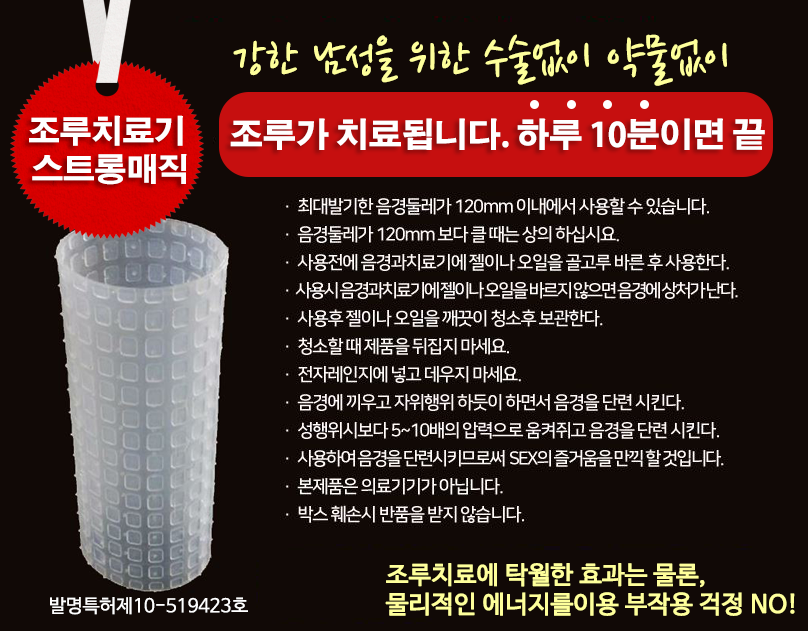 강한 남성을 위한 수술없이 약물없이
조루치료기
스트롱매직
조루가 치료됩니다. 하루 10분이면 끝
· 최대발기한 음경둘레가 120mm 이내에서 사용할 수 있습니다.
· 음경둘레가 120mm 보다 클 때는 상의 하십시요.
· 사용전에 음경과치료기에 젤이나 오일을 골고루 바른 후 사용한다.
· 사용시 음경과치료기에 젤이나 오일을 바르지 않으면 음경에 상처가 난다.
· 사용후 젤이나 오일을 깨끗이 청소후 보관한다.
· 청소할 때 제품을 뒤집지 마세요.
· 전자레인지에 넣고 데우지 마세요.
· 음경에 끼우고 자위행위 하듯이 하면서 음경을 단련 시킨다.
· 성행위시보다 5~10배의 압력으로 움켜쥐고 음경을 단련 시킨다.
· 사용하여 음경을 단련시키므로써 SEX의 즐거움을 만끽 할 것입니다.
· 본제품은 의료기기가 아닙니다.
· 박스 훼손시 반품을 받지 않습니다.
조루치료에 탁월한 효과는 물론,
물리적인 에너지를이용 부작용 걱정 NO!
발명특허제10-519423호